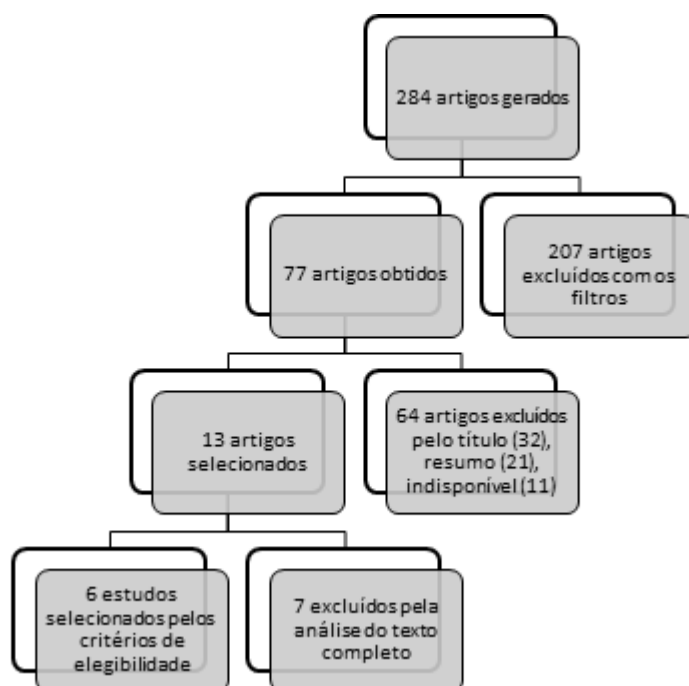 284 artigos gerados
77 artigos obtidos
207 artigos
excluídos com os
filtros
13 artigos
selecionados
64 artigos excluídos
pelo título (32),
resumo (21),
indisponível (11)
6 estudos
selecionados pelos
critérios de
elegibilidade
7 excluídos pela
análise do texto
completo